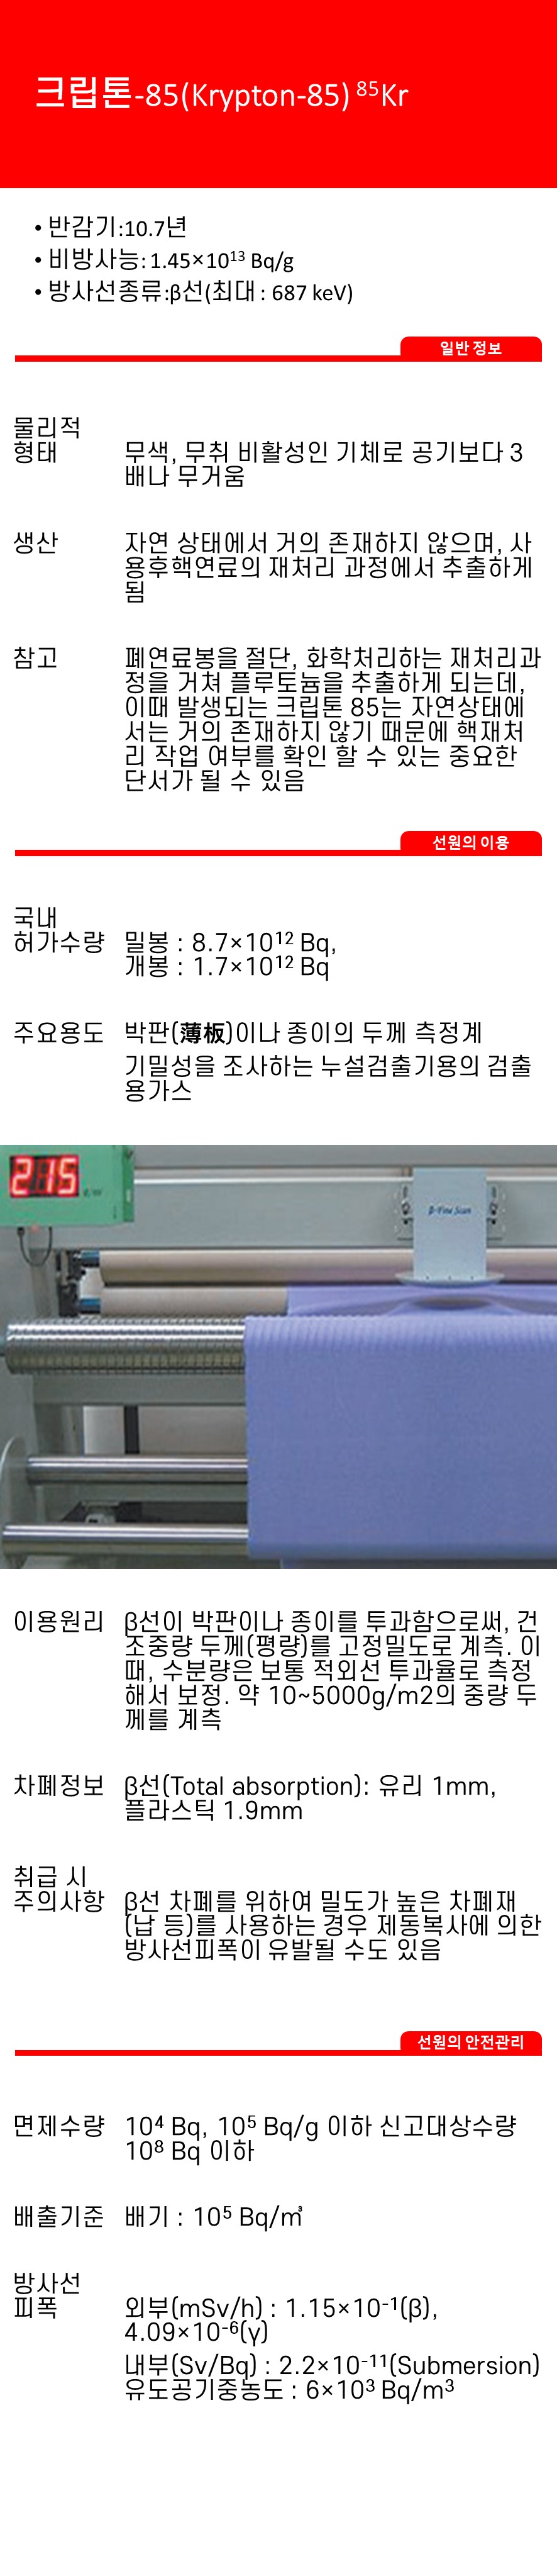 크립톤-85(Krypton-85) ⁸⁵Kr
• 반감기:10.7년
• 비방사능: 1.45×10¹³ Bq/g
• 방사선종류:β선(최대 : 687 keV)
일반 정보
물리적
형태 무색, 무취 비활성인 기체로 공기보다 3
배나 무거움
생산 자연 상태에서 거의 존재하지 않으며, 사
용후핵연료의 재처리 과정에서 추출하게
됨
참고 폐연료봉을 절단, 화학처리하는 재처리과
정을 거쳐 플루토늄을 추출하게 되는데,
이때 발생되는 크립톤 85는 자연상태에
서는 거의 존재하지 않기 때문에 핵재처
리 작업 여부를 확인 할 수 있는 중요한
단서가 될 수 있음
선원의 이용
국내
허가수량 밀봉 : 8.7×10¹² Bq,
개봉 : 1.7×10¹² Bq
주요용도 박판(薄板)이나 종이의 두께 측정계
기밀성을 조사하는 누설검출기용의 검출
용가스
215
β-Fine Scan
이용원리 β선이 박판이나 종이를 투과함으로써, 건
조중량 두께(평량)를 고정밀도로 계측. 이
때, 수분량은 보통 적외선 투과율로 측정
해서 보정. 약 10~5000g/m2의 중량 두
께를 계측
차폐정보 β선(Total absorption): 유리 1mm,
플라스틱 1.9mm
취급 시
주의사항 β선 차폐를 위하여 밀도가 높은 차폐재
(납 등)를 사용하는 경우 제동복사에 의한
방사선피폭이 유발될 수도 있음
선원의 안전관리
면제수량 10⁴ Bq, 10⁵ Bq/g 이하 신고대상수량
10⁸ Bq 이하
배출기준 배기 : 10⁵ Bq/㎥
방사선
피폭 외부(mSv/h) : 1.15×10⁻¹(β),
4.09×10⁻⁶(γ)
내부(Sv/Bq) : 2.2×10⁻¹¹(Submersion)
유도공기중농도 : 6×10³ Bq/m³